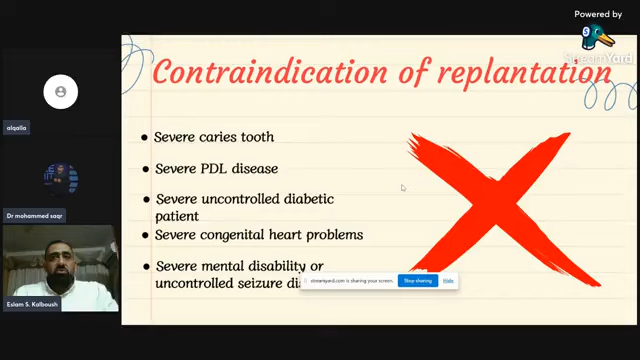 Powered by
StreamYard
Contraindication of replantation
Severe caries tooth
Severe PDL disease
Severe uncontrolled diabetic
patient
Severe congenital heart problems
Severe mental disability or
uncontrolled seizure
streamyard.com is sharing your screen.
Stop sharing
Hide
alqalla
Dr mohammed saqr
Eslam S. Kalboush